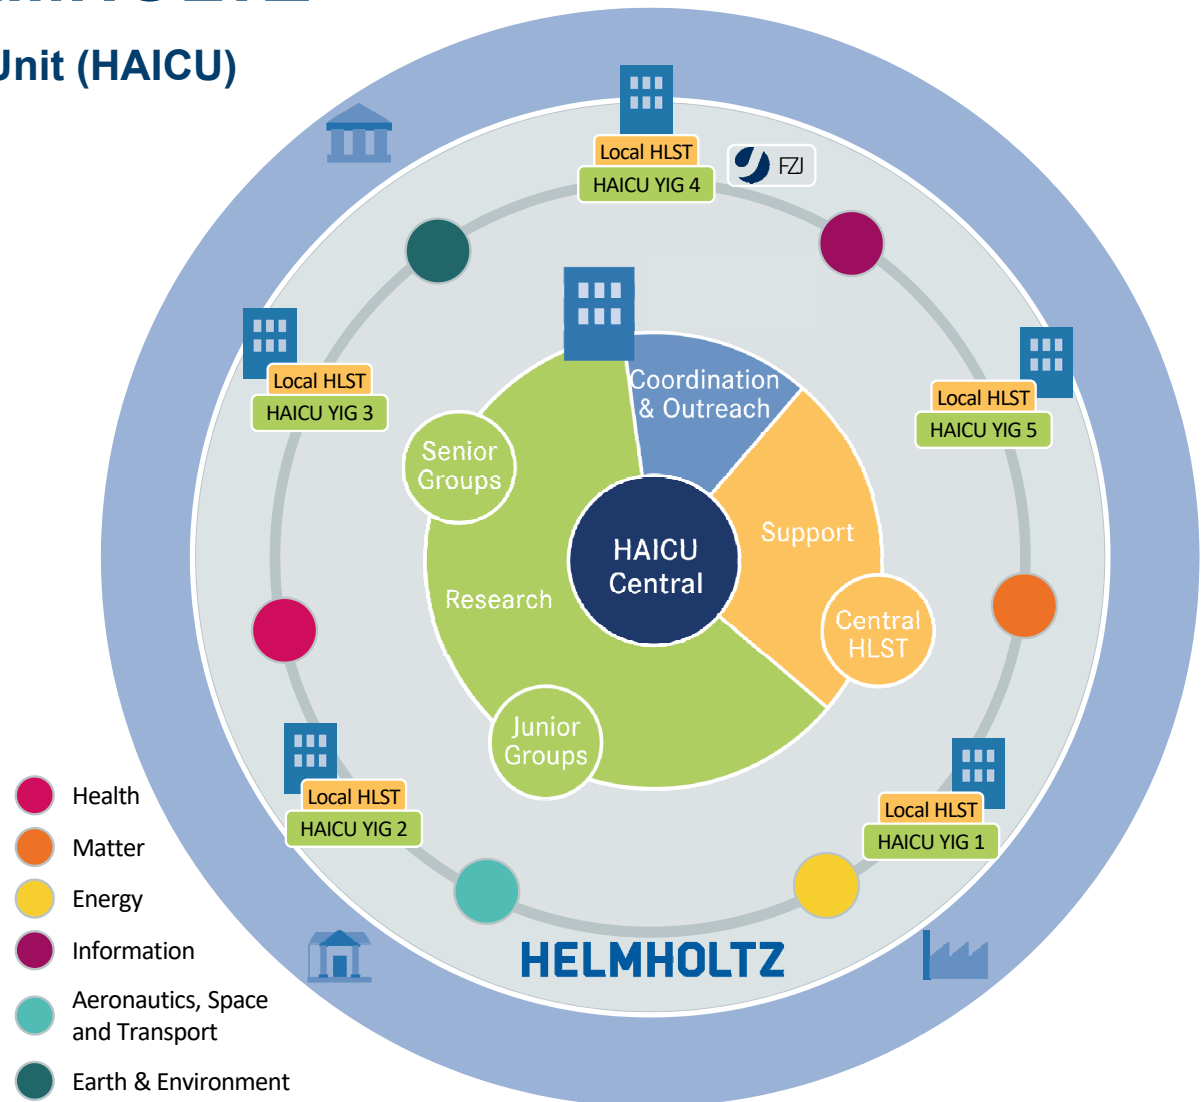 Unit (HAICU)
Local HLST
HAICU YIG 4
FZJ
Local HLST
HAICU YIG 3
Local HLST
HAICU YIG 5
Coordination
& Outreach
Senior
Groups
Support
HAICU
Central
Research
Central
HLST
Junior
Groups
Local HLST
HAICU YIG 2
Local HLST
HAICU YIG 1
HELMHOLTZ
Health
Matter
Energy
Information
Aeronautics, Space
and Transport
Earth & Environment